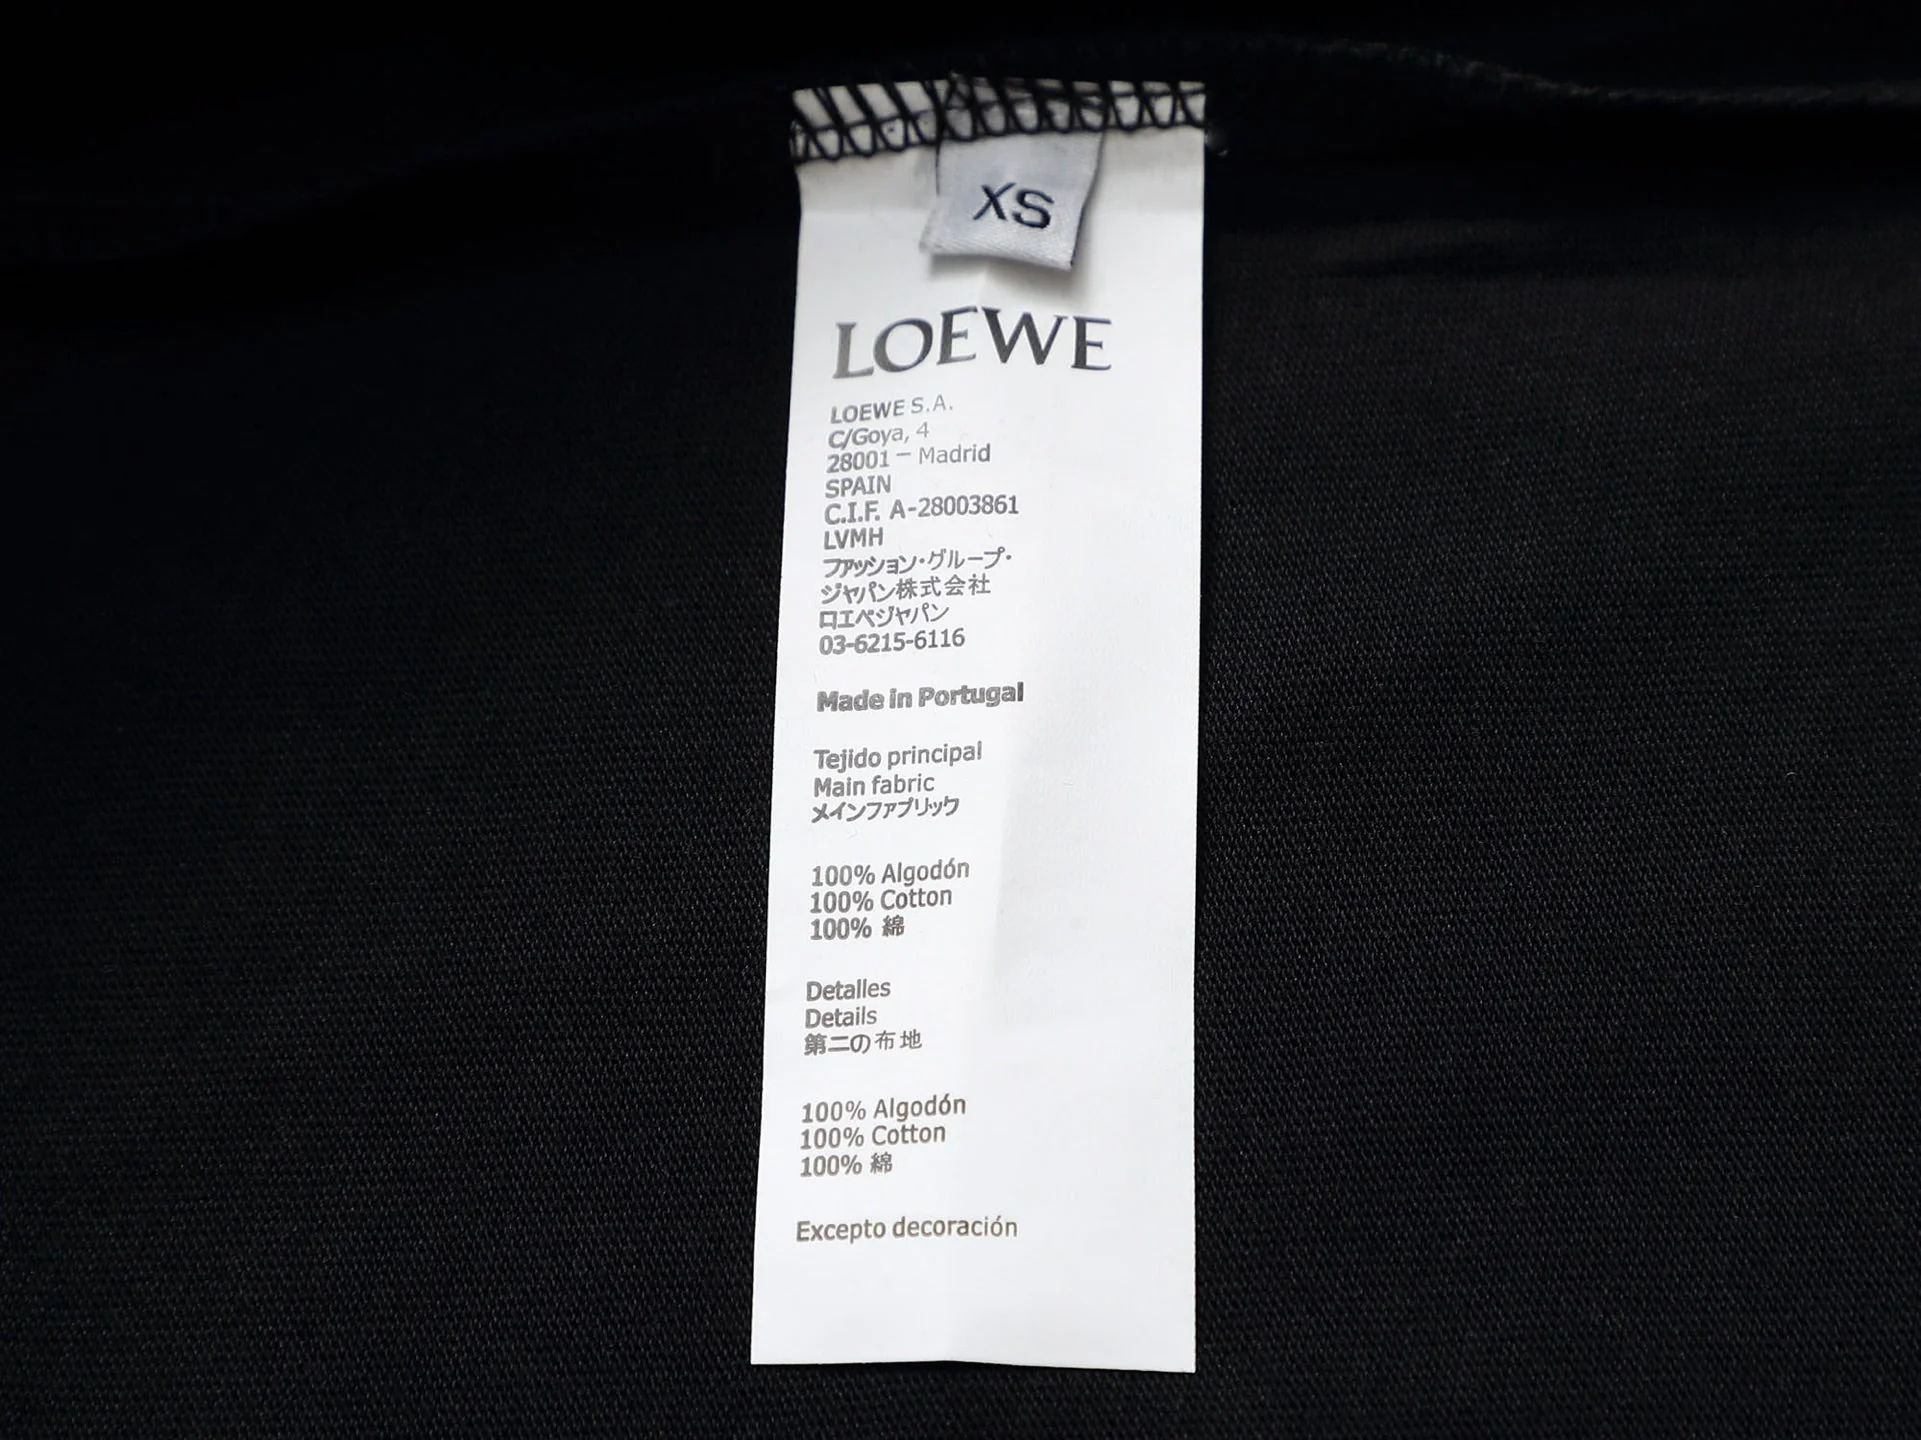 XS
LOEWE
LOEWE S.A.
C/Goya, 4
28001 – Madrid
SPAIN
C.I.F. A-28003861
LVMH
ファッション・グループ・
ジャパン株式会社
ロエベジャパン
03-6215-6116
Made in Portugal
Tejido principal
Main fabric
メインファブリック
100% Algodón
100% Cotton
100% 綿
Detalles
Details
第二の布地
100% Algodón
100% Cotton
100% 綿
Excepto decoración